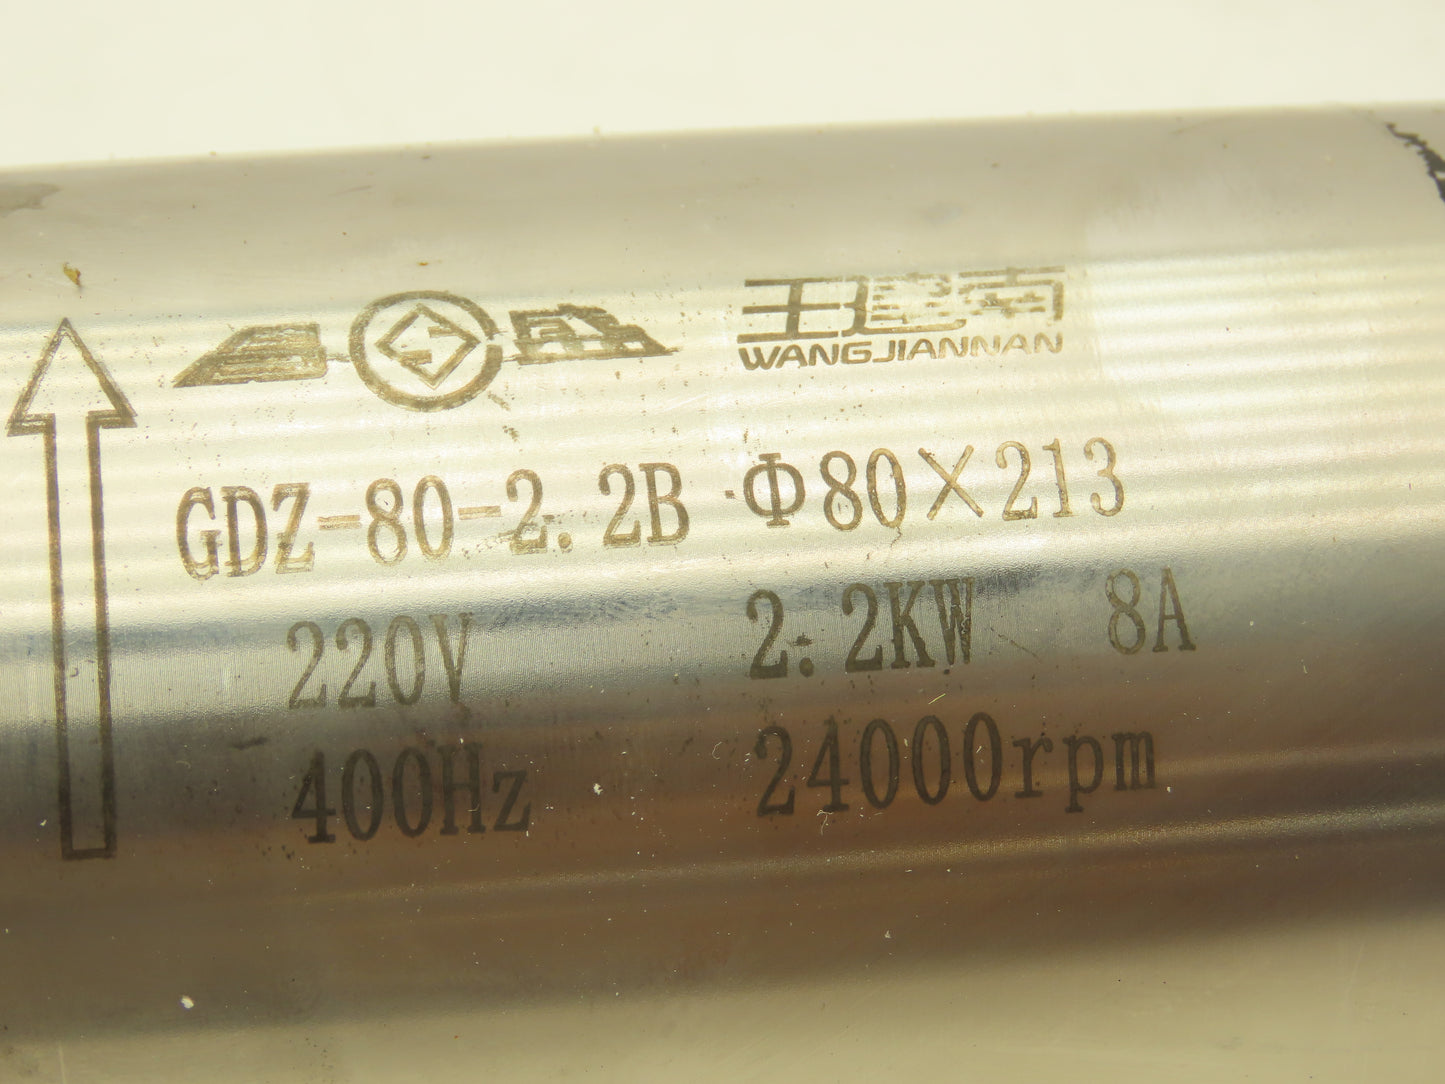 王建南
WANGJIANNAN
GDZ-80-2.2B Φ80×213
220V 2.2KW 8A
400Hz 24000rpm